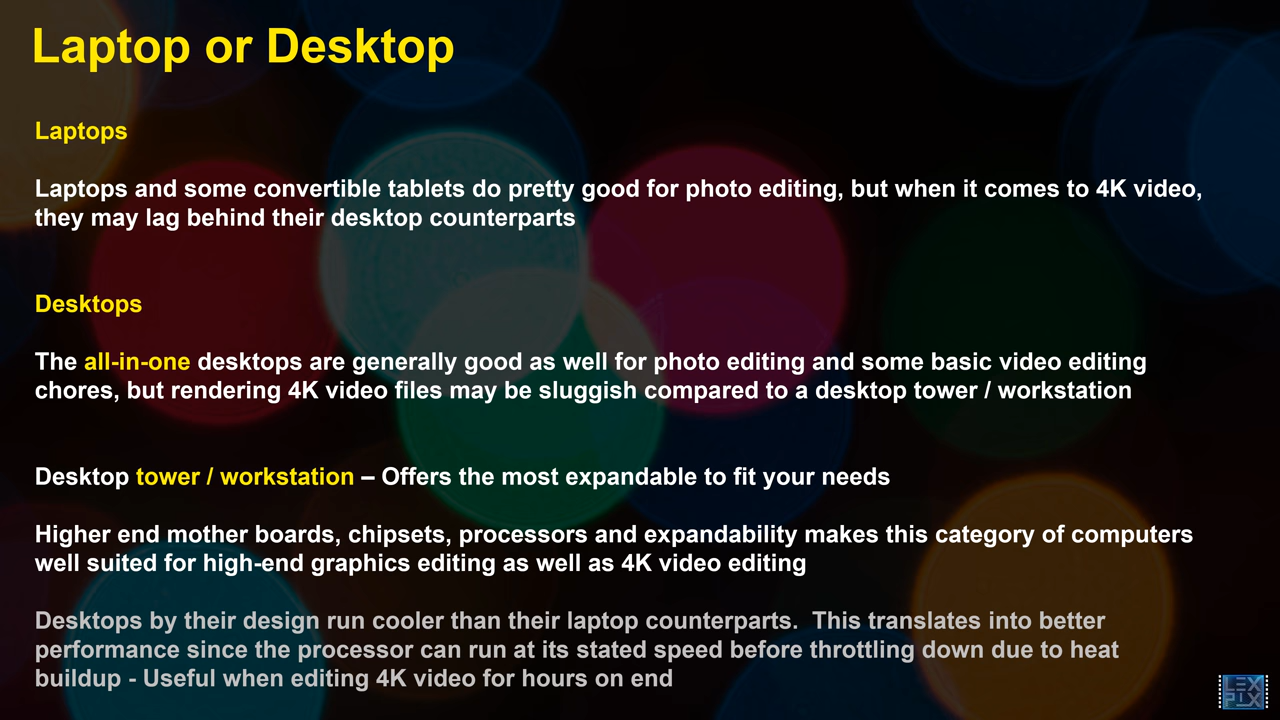 Laptop or Desktop
Laptops
Laptops and some convertible tablets do pretty good for photo editing, but when it comes to 4K video,
they may lag behind their desktop counterparts
Desktops
The all-in-one desktops are generally good as well for photo editing and some basic video editing
chores, but rendering 4K video files may be sluggish compared to a desktop tower / workstation
Desktop tower / workstation – Offers the most expandable to fit your needs
Higher end mother boards, chipsets, processors and expandability makes this category of computers
well suited for high-end graphics editing as well as 4K video editing
Desktops by their design run cooler than their laptop counterparts.  This translates into better
performance since the processor can run at its stated speed before throttling down due to heat
buildup - Useful when editing 4K video for hours on end
LEX
PIX